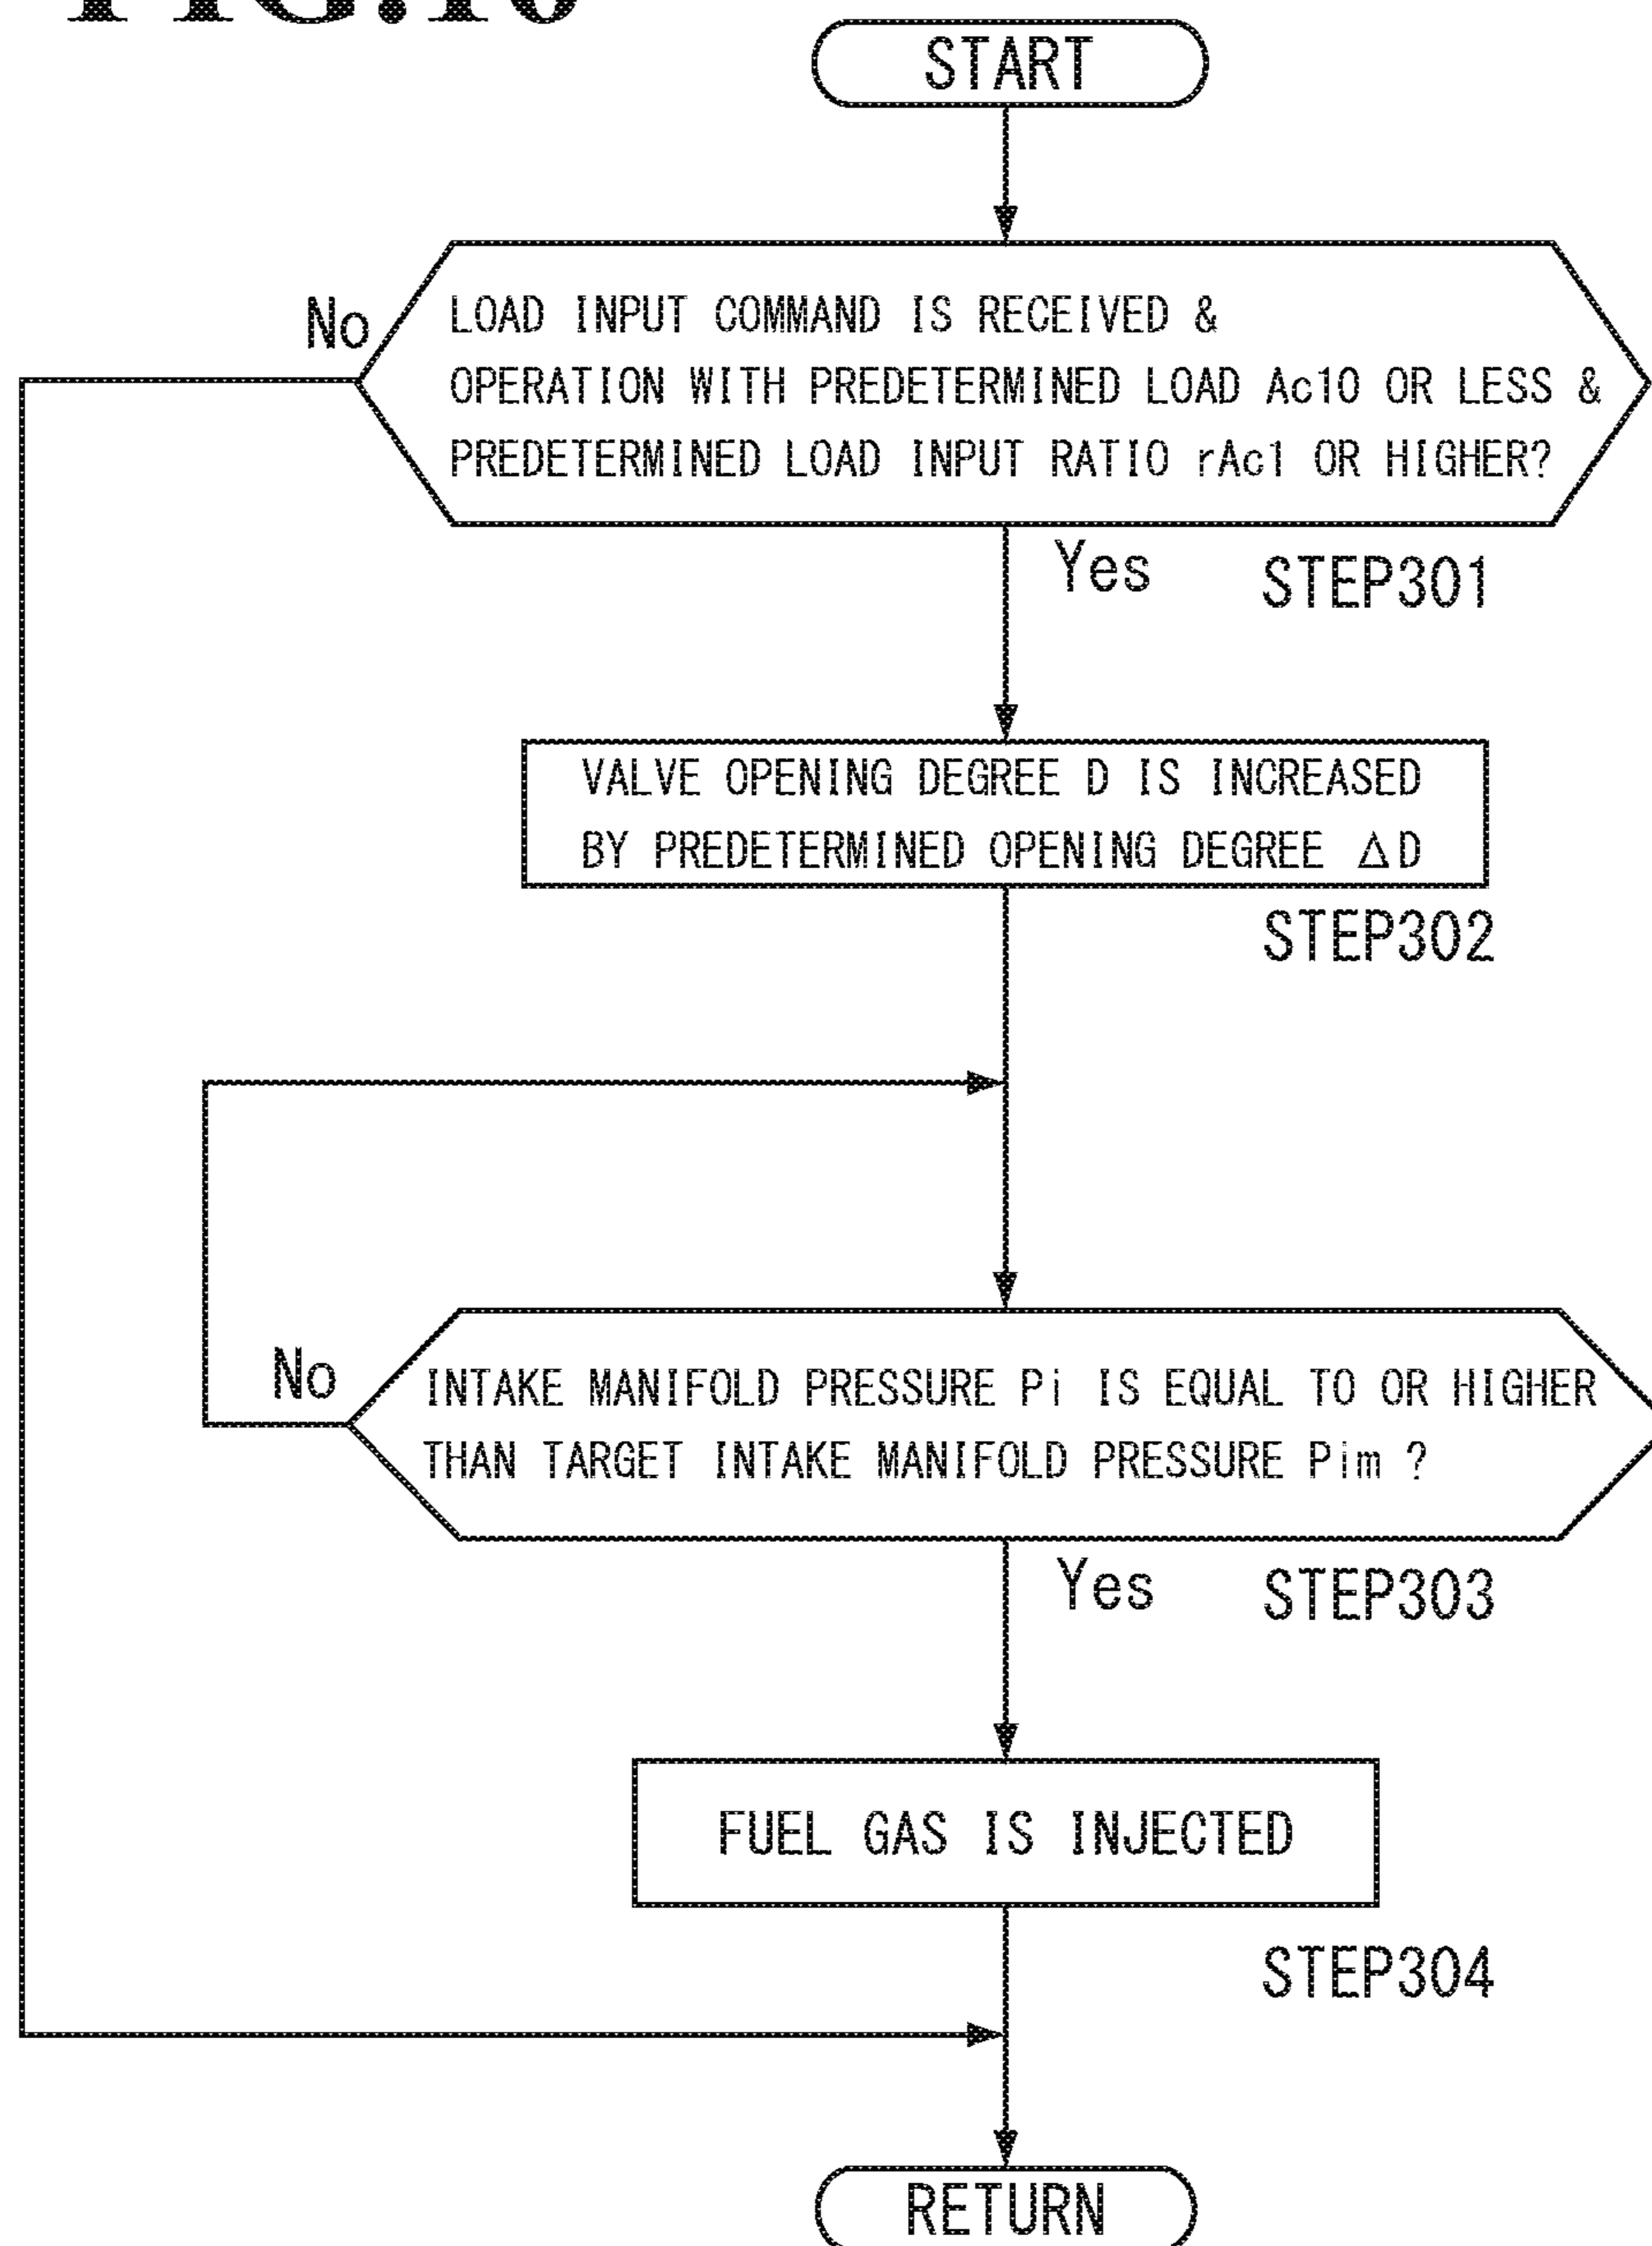 FIG.10
START
No
LOAD INPUT COMMAND IS RECEIVED &
OPERATION WITH PREDETERMINED LOAD Ac10 OR LESS &
PREDETERMINED LOAD INPUT RATIO rAc1 OR HIGHER?
Yes
STEP301
VALVE OPENING DEGREE D IS INCREASED
BY PREDETERMINED OPENING DEGREE ΔD
STEP302
No
INTAKE MANIFOLD PRESSURE Pi IS EQUAL TO OR HIGHER
THAN TARGET INTAKE MANIFOLD PRESSURE Pim ?
Yes
STEP303
FUEL GAS IS INJECTED
STEP304
RETURN